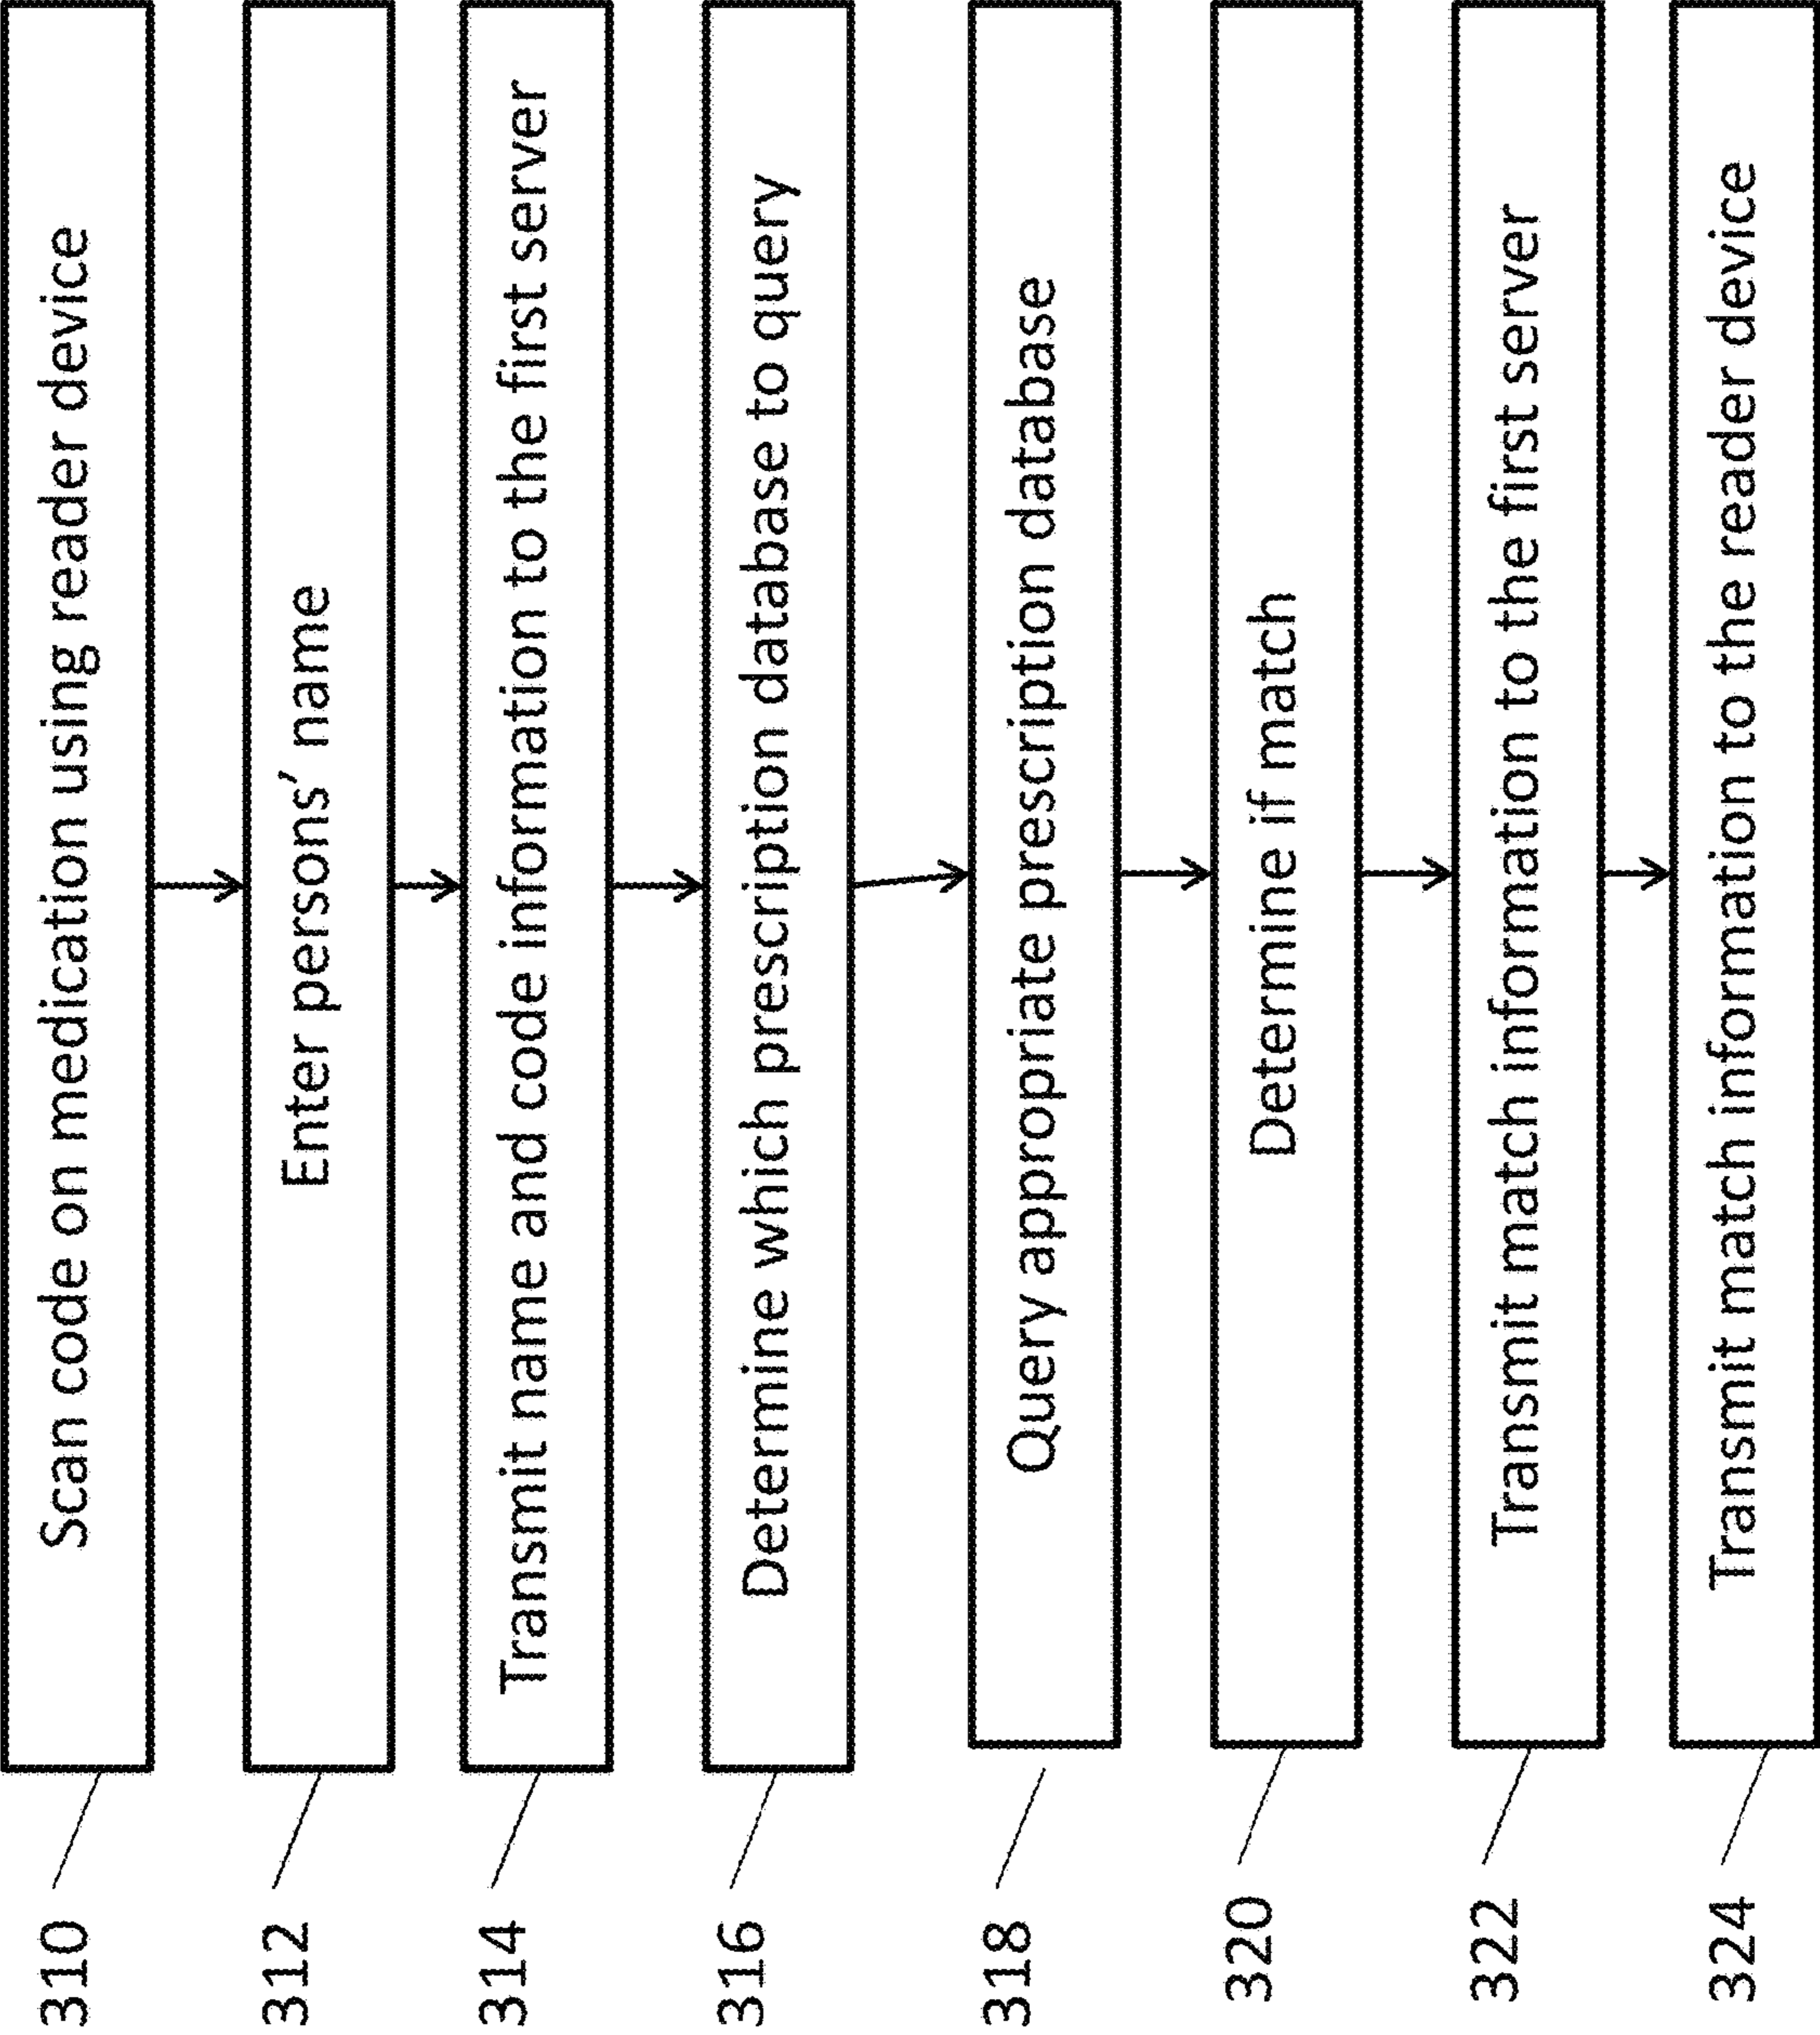 310 Scan code on medication using reader device
312 Enter persons’ name
314 Transmit name and code information to the first server
316 Determine which prescription database to query
318 Query appropriate prescription database
320 Determine if match
322 Transmit match information to the first server
324 Transmit match information to the reader device